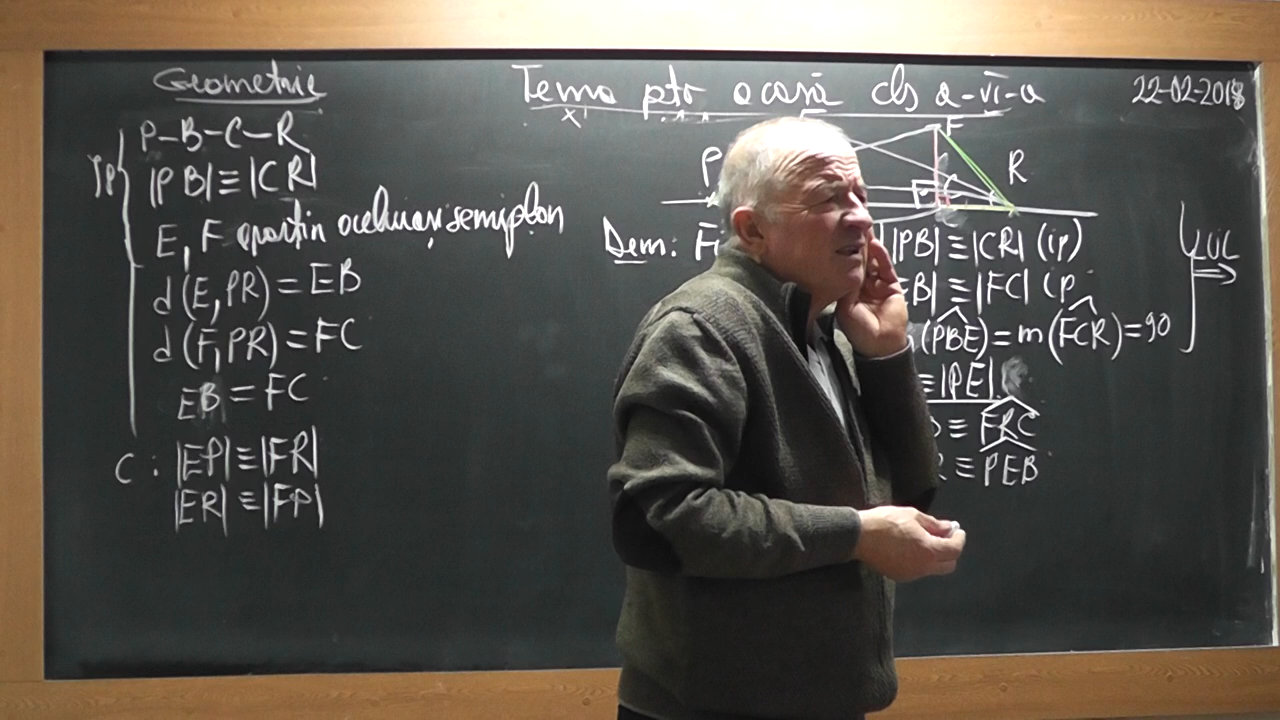 Geometrie
Tema ptr acasă cls a-VI-a
22-02-2018
P-B-C-R
Ip
|PB|≡|CR|
E, F aparțin aceluiași semiplan
d(E, PR) = EB
d(F, PR) = FC
EB = FC
C: |EP|≡|FR|
|ER|≡|FP|
P
F
R
Dem:
|PB|≡|CR| (ip)
B|≡|FC| (ip
(PBE) = m(FCR)=90
LUL ⇒
≡|PE|
≡ FRC
≡ PEB